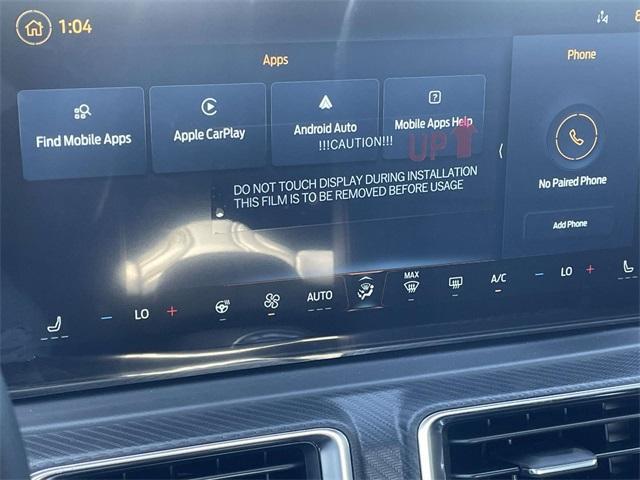 1:04
8
Apps
Phone
Find Mobile Apps
Apple CarPlay
Android Auto
Mobile Apps Help
!!!CAUTION!!!
UP
DO NOT TOUCH DISPLAY DURING INSTALLATION
THIS FILM IS TO BE REMOVED BEFORE USAGE
No Paired Phone
Add Phone
LO
AUTO
MAX
A/C
LO